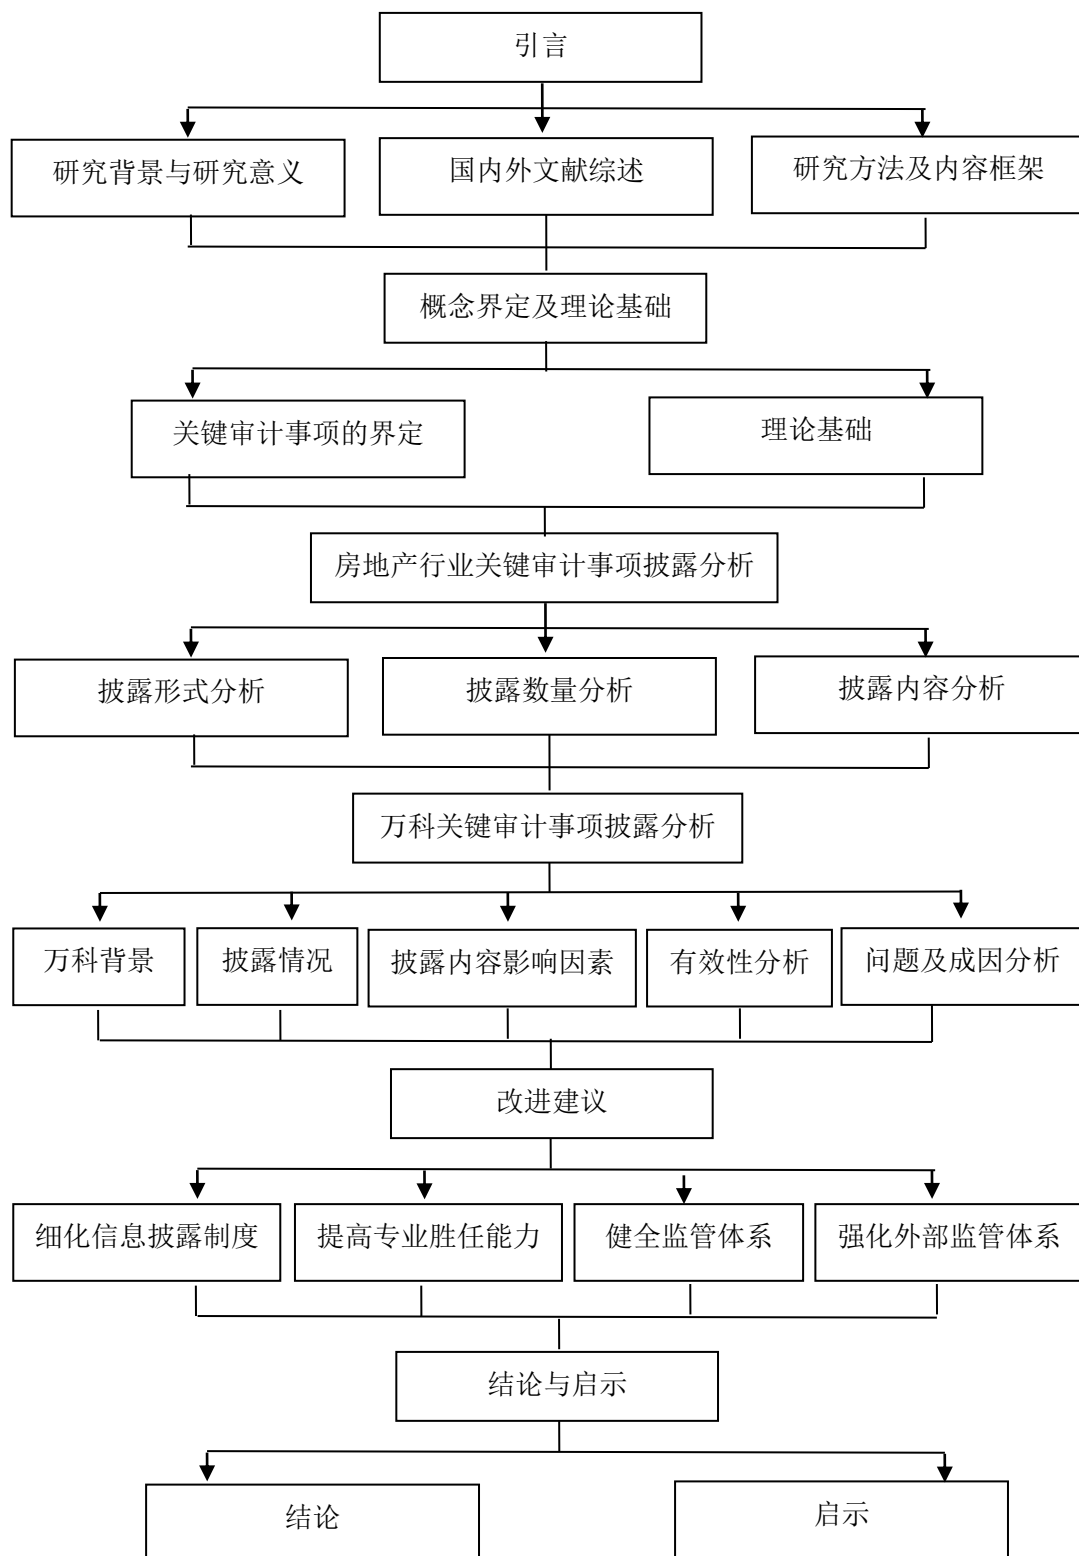 引言
研究背景与研究意义
国内外文献综述
研究方法及内容框架
概念界定及理论基础
关键审计事项的界定
理论基础
房地产行业关键审计事项披露分析
披露形式分析
披露数量分析
披露内容分析
万科关键审计事项披露分析
万科背景
披露情况
披露内容影响因素
有效性分析
问题及成因分析
改进建议
细化信息披露制度
提高专业胜任能力
健全监管体系
强化外部监管体系
结论与启示
结论
启示